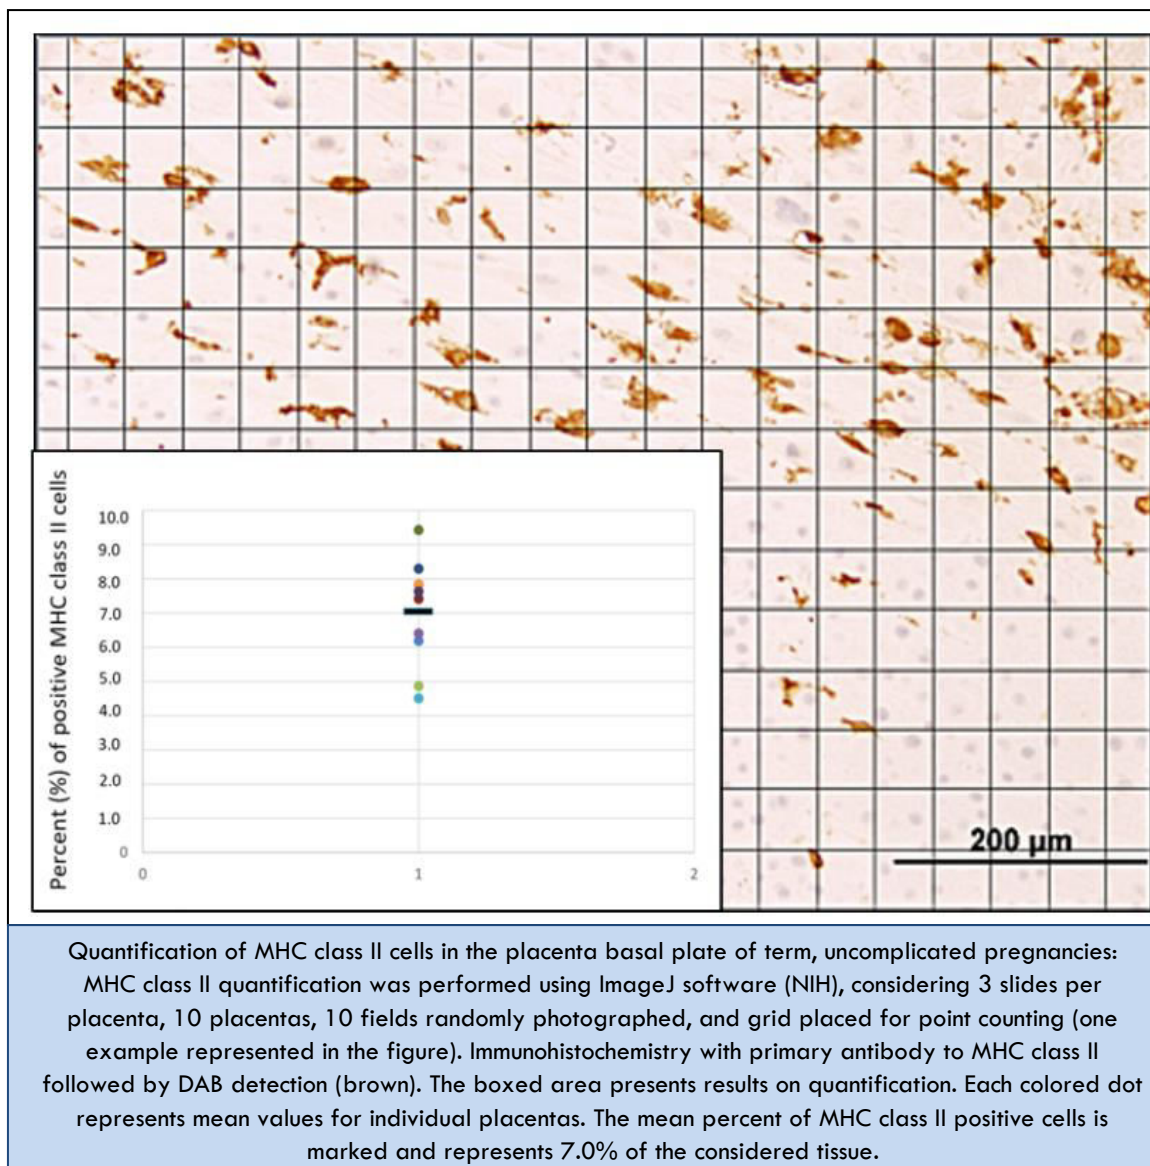 Percent (%) of positive MHC class II cells
10.0
9.0
8.0
7.0
6.0
5.0
4.0
3.0
2.0
1.0
0
0 1 2
200 µm
Quantification of MHC class II cells in the placenta basal plate of term, uncomplicated pregnancies:
MHC class II quantification was performed using ImageJ software (NIH), considering 3 slides per
placenta, 10 placentas, 10 fields randomly photographed, and grid placed for point counting (one
example represented in the figure). Immunohistochemistry with primary antibody to MHC class II
followed by DAB detection (brown). The boxed area presents results on quantification. Each colored dot
represents mean values for individual placentas. The mean percent of MHC class II positive cells is
marked and represents 7.0% of the considered tissue.